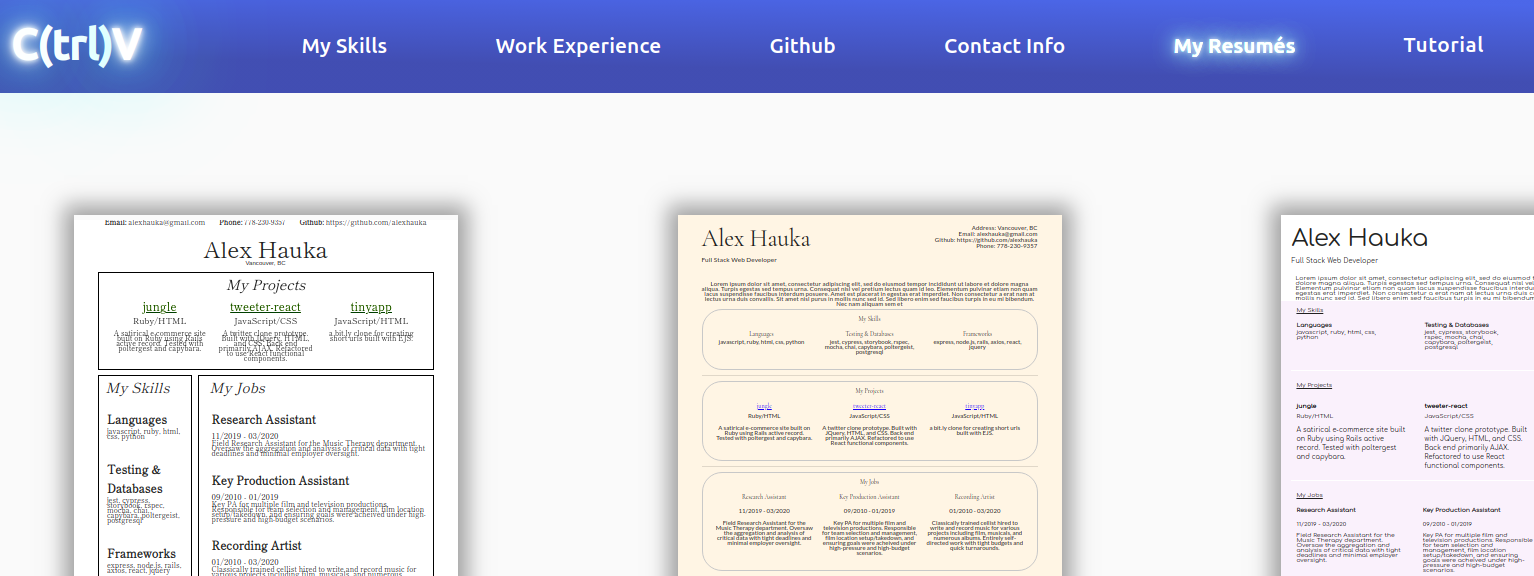 C(trl)V
My Skills
Work Experience
Github
Contact Info
My Resumés
Tutorial
Email: alexhauka@gmail.com Phone: 778-230-9357 Github: https://github.com/alexhauka
Alex Hauka
Vancouver, BC
My Projects
jungle
Ruby/HTML
A satirical e-commerce site
built on Ruby using Rails
active record. Tested with
poltergeist and capybara.
tweeter-react
JavaScript/CSS
A twitter clone prototype.
Built with JQuery, HTML,
and CSS. Back end
primarily AJAX. Refactored
to use React functional
components.
tinyapp
JavaScript/HTML
a bit.ly clone for creating
short urls built with EJS.
My Skills
Languages
javascript, ruby, html,
css, python
Testing &
Databases
jest, cypress,
storybook, rspec,
mocha, chai,
capybara, poltergeist,
postgresql
Frameworks
express, node.js, rails,
axios, react, jquery
My Jobs
Research Assistant
11/2019 - 03/2020
Field Research Assistant for the Music Therapy department.
Oversaw the aggregation and analysis of critical data with tight
deadlines and minimal employer oversight.
Key Production Assistant
09/2010 - 01/2019
Key PA for multiple film and television productions.
Responsible for team selection and management, film location
setup/takedown, and ensuring goals were acheived under high-
pressure and high-budget scenarios.
Recording Artist
01/2010 - 03/2020
Classically trained cellist hired to write and record music for
various projects including film, musicals, and numerous
Alex Hauka
Full Stack Web Developer
Address: Vancouver, BC
Email: alexhauka@gmail.com
Github: https://github.com/alexhauka
Phone: 778-230-9357
Lorem ipsum dolor sit amet, consectetur adipiscing elit, sed do eiusmod tempor incididunt ut labore et dolore magna
aliqua. Turpis egestas sed tempus urna. Consequat nisl vel pretium lectus quam id leo. Elementum pulvinar etiam non quam
lacus suspendisse faucibus interdum posuere. Amet est placerat in egestas erat imperdiet. Non consectetur a erat nam at
lectus urna duis convallis. Sit amet nisl purus in mollis nunc sed id. Sed libero enim sed faucibus turpis in eu mi bibendum.
Nec nam aliquam sem et
My Skills
Languages
javascript, ruby, html, css, python
Testing & Databases
jest, cypress, storybook, rspec,
mocha, chai, capybara, poltergeist,
postgresql
Frameworks
express, node.js, rails, axios, react,
jquery
My Projects
jungle
Ruby/HTML
A satirical e-commerce site built on
Ruby using Rails active record.
Tested with poltergeist and capybara.
tweeter-react
JavaScript/CSS
A twitter clone prototype. Built with
JQuery, HTML, and CSS. Back end
primarily AJAX. Refactored to use
React functional components.
tinyapp
JavaScript/HTML
a bit.ly clone for creating short urls
built with EJS.
My Jobs
Research Assistant
11/2019 - 03/2020
Field Research Assistant for the
Music Therapy department. Oversaw
the aggregation and analysis of
critical data with tight deadlines and
minimal employer oversight.
Key Production Assistant
09/2010 - 01/2019
Key PA for multiple film and
television productions. Responsible
for team selection and management,
film location setup/takedown, and
ensuring goals were acheived under
high-pressure and high-budget
scenarios.
Recording Artist
01/2010 - 03/2020
Classically trained cellist hired to
write and record music for various
projects including film, musicals, and
numerous albums. Entirely self-
directed work with tight budgets and
quick turnarounds.
Alex Hauka
Full Stack Web Developer
Lorem ipsum dolor sit amet, consectetur adipiscing elit, sed do eiusmod
dolore magna aliqua. Turpis egestas sed tempus urna. Consequat nisl vel
Elementum pulvinar etiam non quam lacus suspendisse faucibus interdum
egestas erat imperdiet. Non consectetur a erat nam at lectus urna duis
mollis nunc sed id. Sed libero enim sed faucibus turpis in eu mi bibendum
My Skills
Languages
javascript, ruby, html, css,
python
Testing & Databases
jest, cypress, storybook,
rspec, mocha, chai,
capybara, poltergeist,
postgresql
My Projects
jungle
Ruby/HTML
A satirical e-commerce site built
on Ruby using Rails active
record. Tested with poltergeist
and capybara.
tweeter-react
JavaScript/CSS
A twitter clone prototype. Built
with JQuery, HTML, and CSS.
Back end primarily AJAX.
Refactored to use React
functional components.
My Jobs
Research Assistant
11/2019 - 03/2020
Field Research Assistant for the
Music Therapy department.
Oversaw the aggregation and
analysis of critical data with tight
deadlines and minimal employer
oversight.
Key Production Assistant
09/2010 - 01/2019
Key PA for multiple film and
television productions. Responsible
for team selection and
management, film location
setup/takedown, and ensuring
goals were acheived under high-
pressure and high-budget
scenarios.